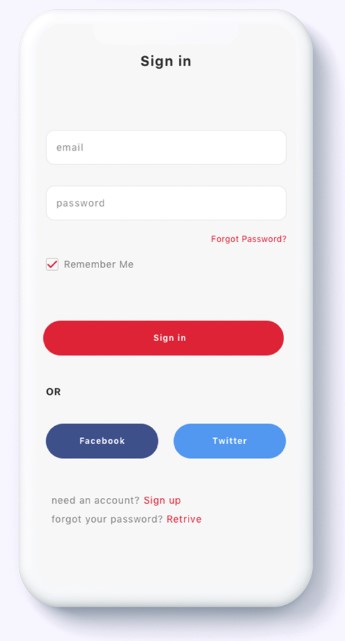 Sign in
email
password
Forgot Password?
Remember Me
Sign in
OR
Facebook
Twitter
need an account? Sign up
forgot your password? Retrive